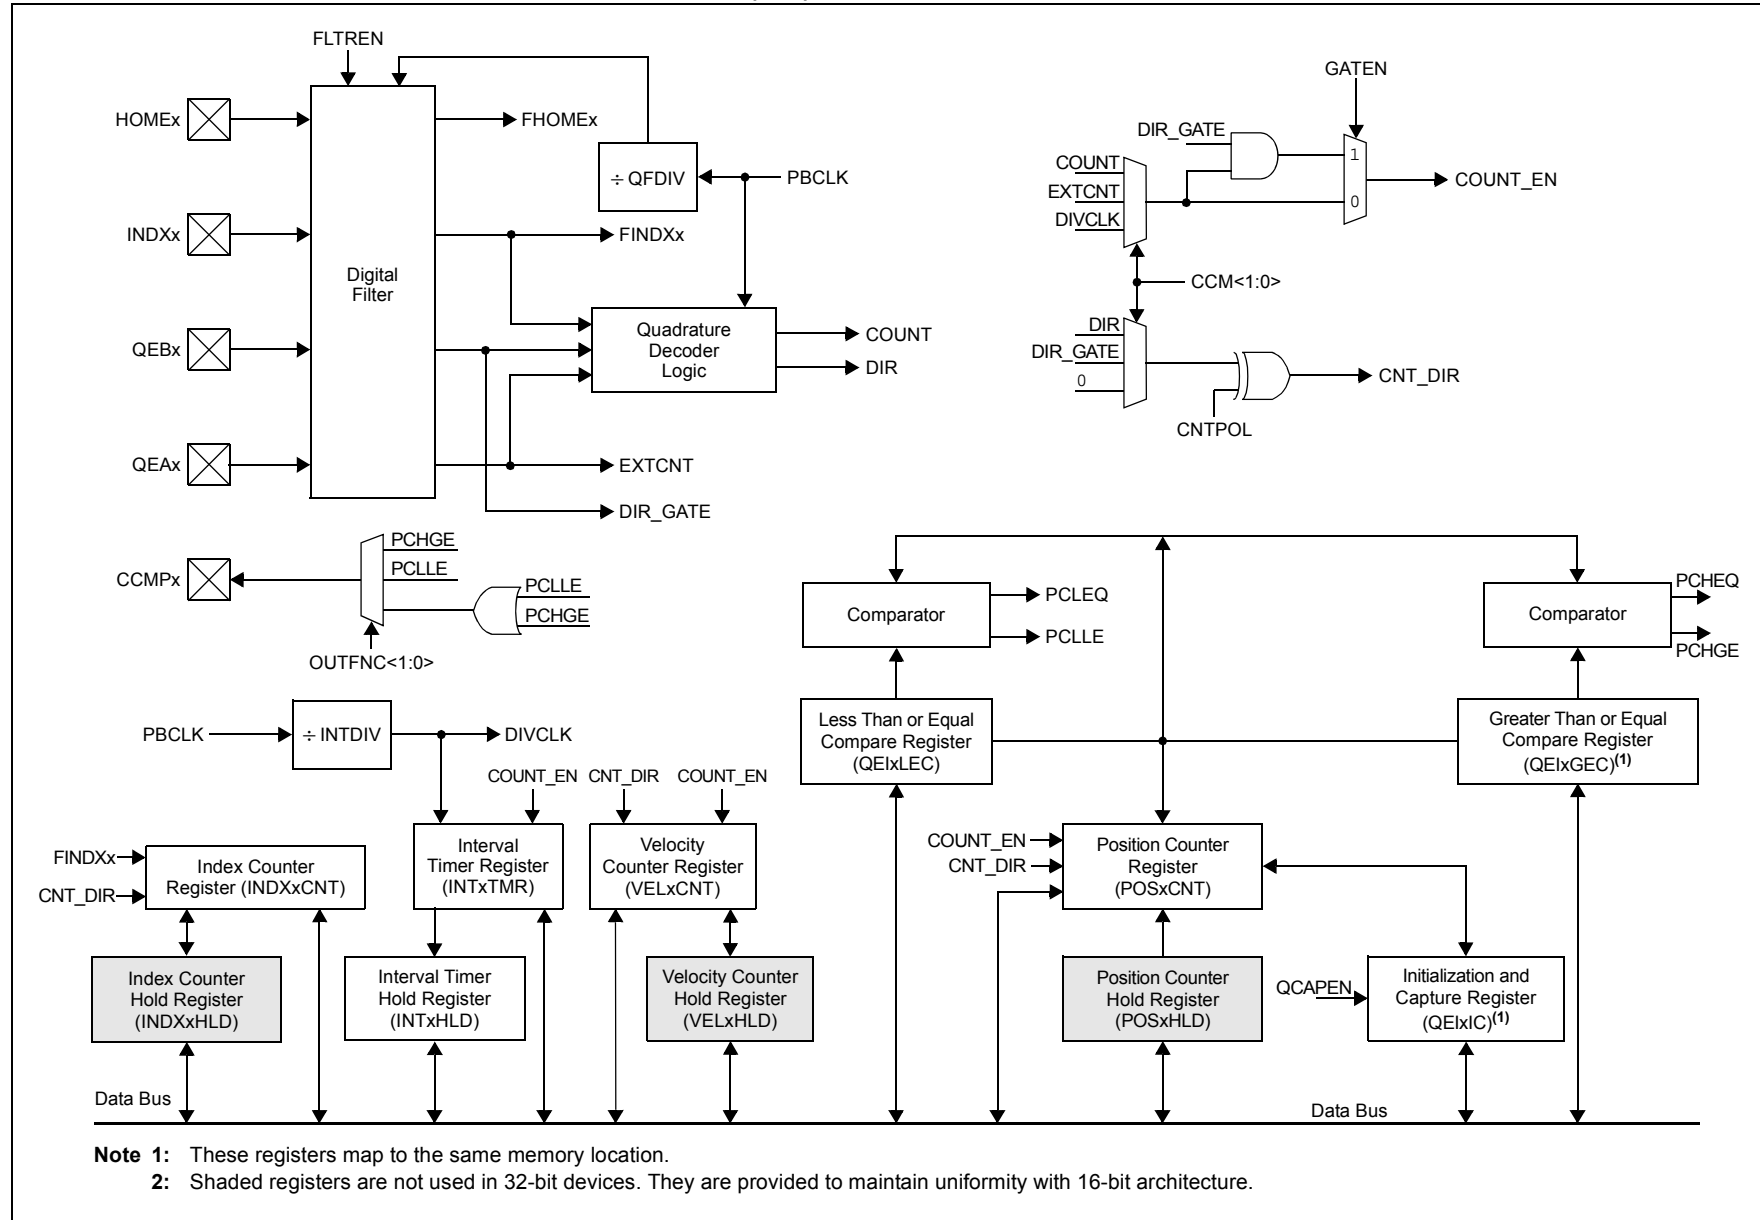 FLTREN
HOMEx
FHOMEx
÷ QFDIV
PBCLK
INDXx
FINDXx
Digital
Filter
QEBx
Quadrature
Decoder
Logic
COUNT
DIR
QEAx
EXTCNT
DIR_GATE
GATEN
DIR_GATE
COUNT
EXTCNT
DIVCLK
1
0
COUNT_EN
CCM<1:0>
DIR
DIR_GATE
0
CNT_DIR
CNTPOL
CCMPx
PCHGE
PCLLE
PCLLE
PCHGE
OUTFNC<1:0>
Comparator
PCLEQ
PCLLE
Comparator
PCHEQ
PCHGE
PBCLK
÷ INTDIV
DIVCLK
Less Than or Equal
Compare Register
(QEIxLEC)
Greater Than or Equal
Compare Register
(QEIxGEC)(1)
COUNT_EN
CNT_DIR
COUNT_EN
FINDXx
CNT_DIR
Index Counter
Register (INDXxCNT)
Interval
Timer Register
(INTxTMR)
Velocity
Counter Register
(VELxCNT)
COUNT_EN
CNT_DIR
Position Counter
Register
(POSxCNT)
Index Counter
Hold Register
(INDXxHLD)
Interval Timer
Hold Register
(INTxHLD)
Velocity Counter
Hold Register
(VELxHLD)
Position Counter
Hold Register
(POSxHLD)
QCAPEN
Initialization and
Capture Register
(QEIxIC)(1)
Data Bus
Data Bus
Note 1: These registers map to the same memory location.
2: Shaded registers are not used in 32-bit devices. They are provided to maintain uniformity with 16-bit architecture.